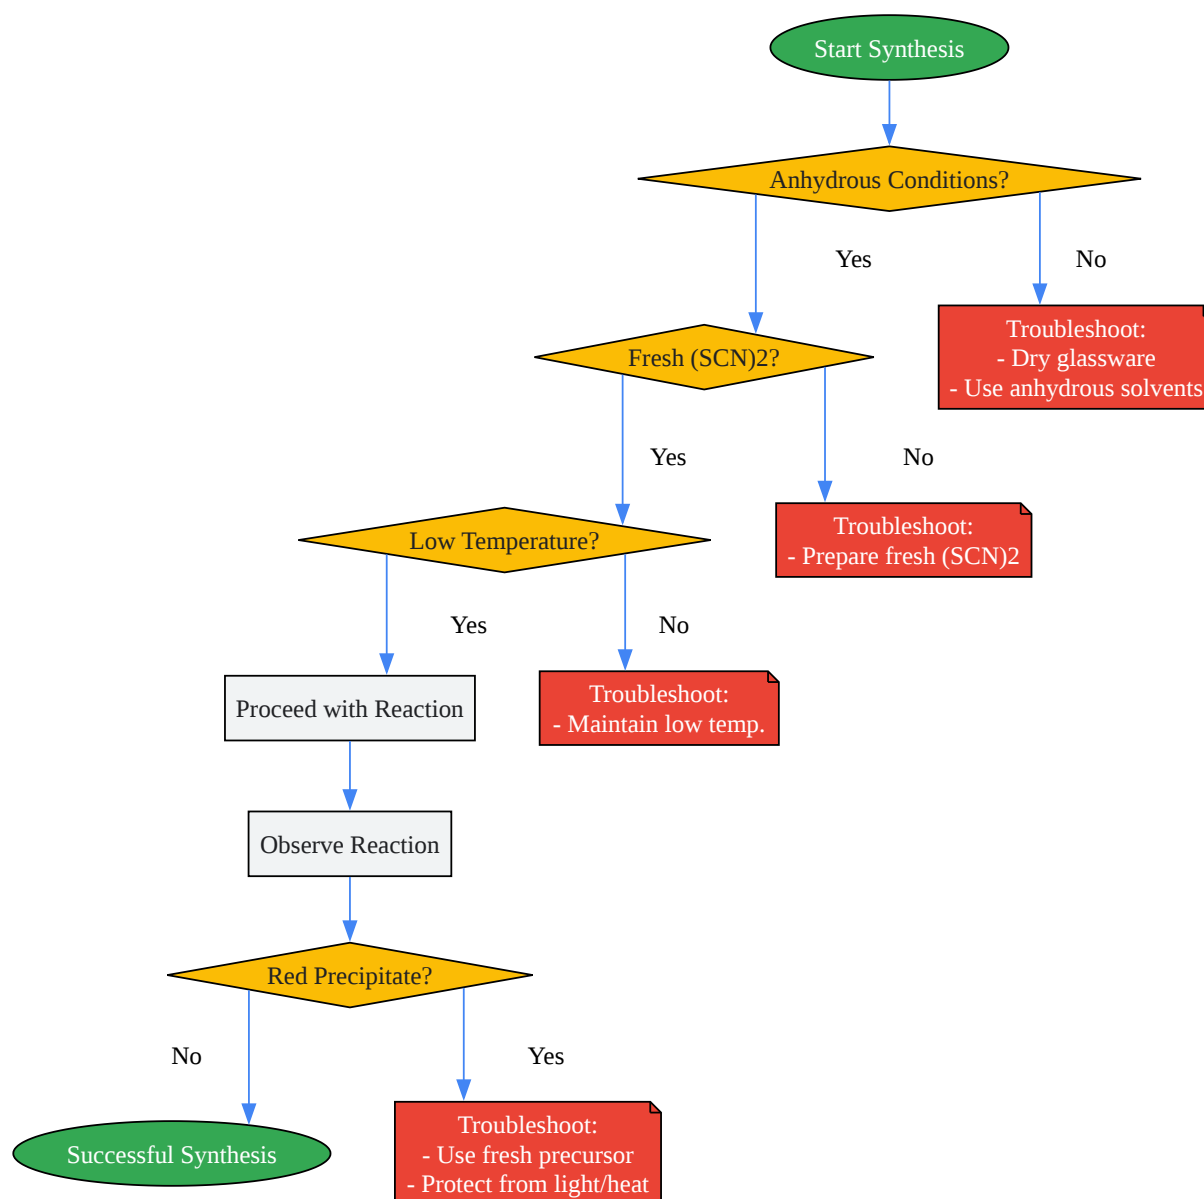 Start Synthesis
Anhydrous Conditions?
Yes
No
Troubleshoot:
- Dry glassware
- Use anhydrous solvents
Fresh (SCN)2?
Yes
No
Troubleshoot:
- Prepare fresh (SCN)2
Low Temperature?
Yes
No
Proceed with Reaction
Troubleshoot:
- Maintain low temp.
Observe Reaction
Red Precipitate?
No
Yes
Successful Synthesis
Troubleshoot:
- Use fresh precursor
- Protect from light/heat